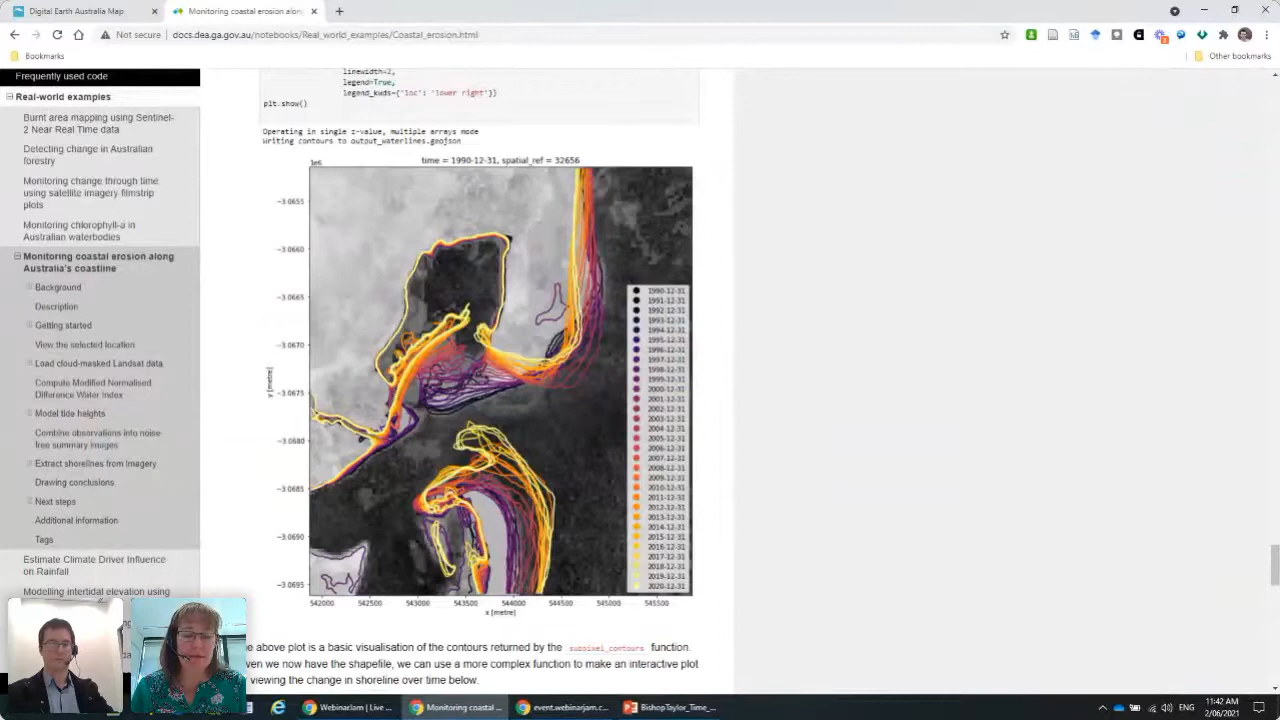 Digital Earth Australia Map
Monitoring coastal erosion alon
Not secure
docs.dea.ga.gov.au/notebooks/Real_world_examples/Coastal_erosion.html
Bookmarks
Other bookmarks
Frequently used code
Real-world examples
Burnt area mapping using Sentinel-
2 Near Real Time data
Detecting change in Australian
forestry
Monitoring change through time
using satellite imagery filmstrip
plots
Monitoring chlorophyll-a in
Australian waterbodies
Monitoring coastal erosion along
Australia's coastline
Background
Description
Getting started
View the selected location
Load cloud-masked Landsat data
Compute Modified Normalised
Difference Water Index
Model tide heights
Combine observations into noise-
free summary images
Extract shorelines from imagery
Drawing conclusions
Next steps
Additional information
Tags
Estimate Climate Driver Influence
on Rainfall
Modelling intertidal elevation using
linewidth=2,
legend=True,
legend_kwds={'loc': 'lower right'})
plt.show()
Operating in single z-value, multiple arrays mode
Writing contours to output_waterlines.geojson
time = 1990-12-31, spatial_ref = 32656
1e6
−3.0655
−3.0660
−3.0665
−3.0670
−3.0675
−3.0680
−3.0685
−3.0690
−3.0695
y [metre]
1990-12-31
1991-12-31
1992-12-31
1993-12-31
1994-12-31
1995-12-31
1996-12-31
1997-12-31
1998-12-31
1999-12-31
2000-12-31
2001-12-31
2002-12-31
2003-12-31
2004-12-31
2005-12-31
2006-12-31
2007-12-31
2008-12-31
2009-12-31
2010-12-31
2011-12-31
2012-12-31
2013-12-31
2014-12-31
2015-12-31
2016-12-31
2017-12-31
2018-12-31
2019-12-31
2020-12-31
542000 542500 543000 543500 544000 544500 545000 545500
x [metre]
e above plot is a basic visualisation of the contours returned by the subpixel_contours function.
ven we now have the shapefile, we can use a more complex function to make an interactive plot
viewing the change in shoreline over time below.
WebinarJam | Live ...
Monitoring coastal ...
event.webinarjam.c...
BishopTaylor_Time_...
11:42 AM
2/06/2021